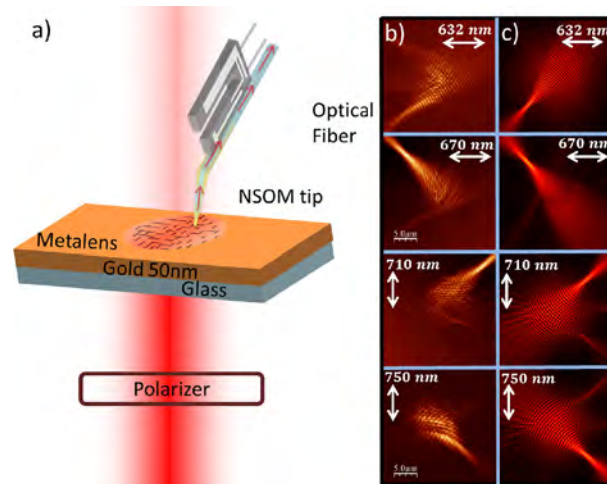 a)
Optical
Fiber
NSOM tip
Metalens
Gold 50nm
Glass
Polarizer
b)
632 nm
c)
632 nm
670 nm
5.0µm
670 nm
710 nm
710 nm
750 nm
5.0µm
750 nm